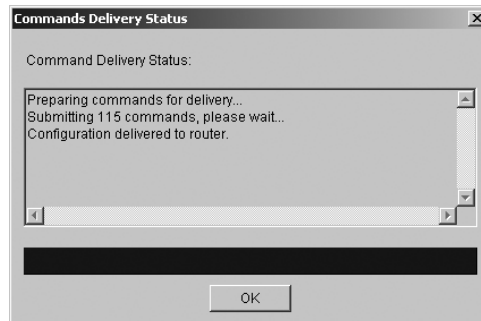 Commands Delivery Status
Command Delivery Status:
Preparing commands for delivery...
Submitting 115 commands, please wait...
Configuration delivered to router.
OK